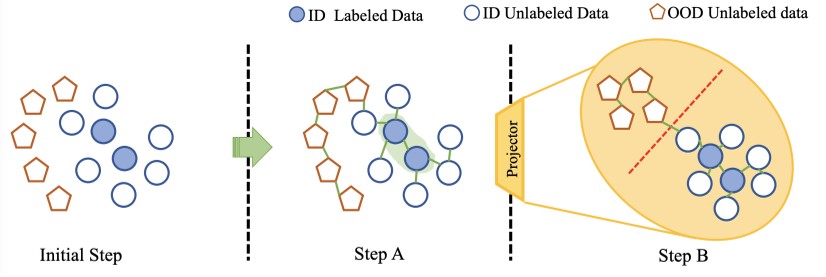 ID Labeled Data ID Unlabeled Data OOD Unlabeled data
Projector
Initial Step Step A Step B